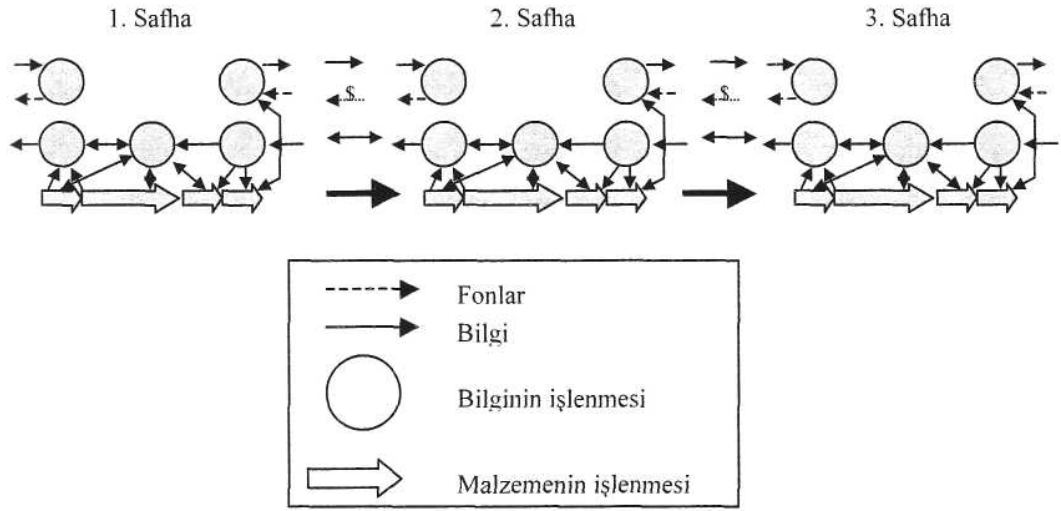 1. Safha
2. Safha
3. Safha
$...
$...
Fonlar
Bilgi
Bilginin işlenmesi
Malzemenin işlenmesi